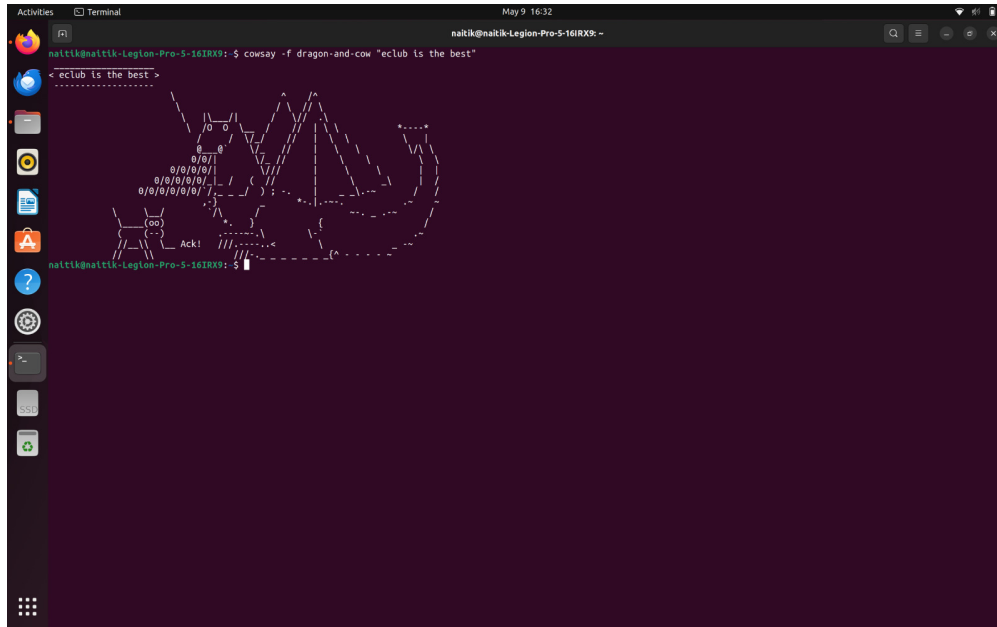 Activities Terminal May 9 16:32
naitik@naitik-Legion-Pro-5-16IRX9: ~
naitik@naitik-Legion-Pro-5-16IRX9:~$ cowsay -f dragon-and-cow "eclub is the best"
< eclub is the best >
Ack!
naitik@naitik-Legion-Pro-5-16IRX9:~$
SSD